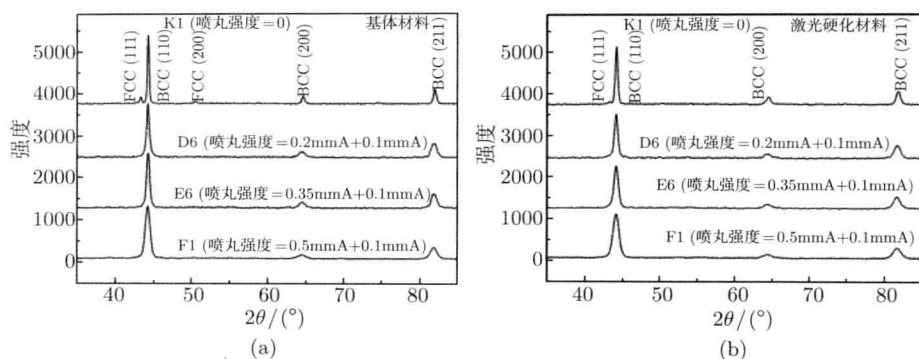 K1 (喷丸强度=0) 基体材料
FCC (111)
BCC (110)
FCC (200)
BCC (200)
BCC (211)
D6 (喷丸强度=0.2mmA+0.1mmA)
E6 (喷丸强度=0.35mmA+0.1mmA)
F1 (喷丸强度=0.5mmA+0.1mmA)
5000
4000
3000
2000
1000
0
强度
40 50 60 70 80
2θ/(°)
(a)
K1 (喷丸强度=0) 激光硬化材料
FCC (111)
BCC (110)
BCC (200)
BCC (211)
D6 (喷丸强度=0.2mmA+0.1mmA)
E6 (喷丸强度=0.35mmA+0.1mmA)
F1 (喷丸强度=0.5mmA+0.1mmA)
5000
4000
3000
2000
1000
0
强度
40 50 60 70 80
2θ/(°)
(b)